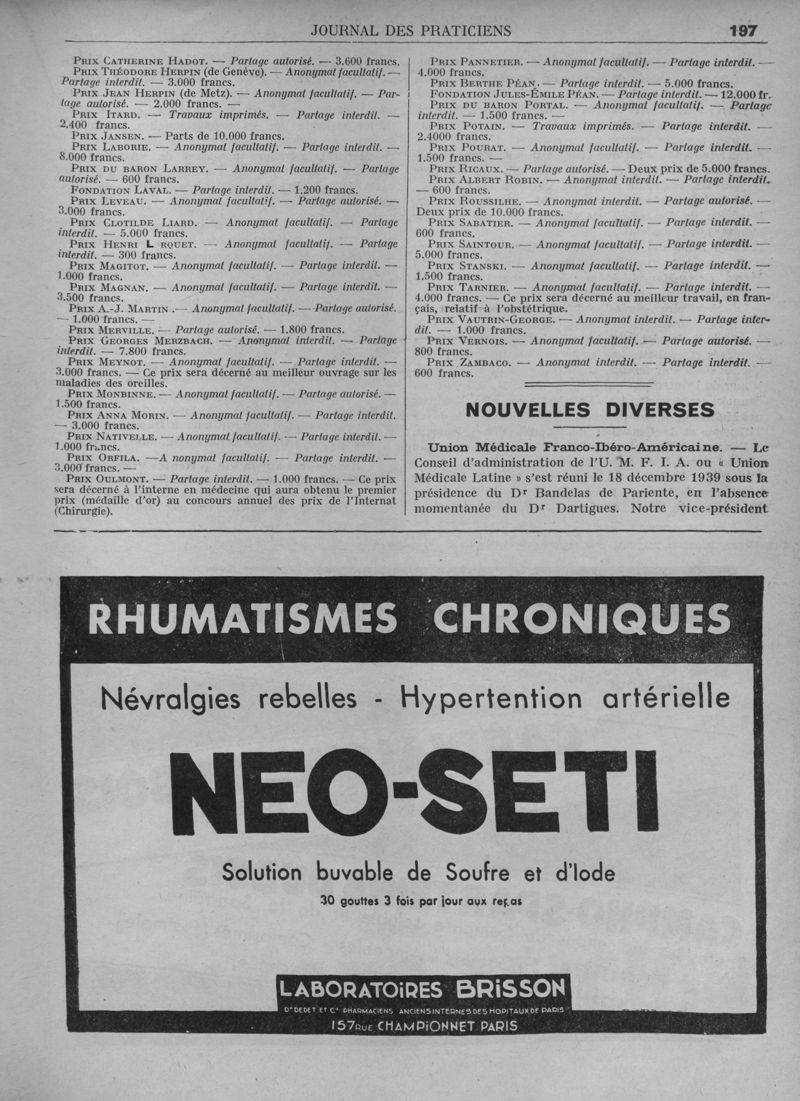 JOURNAL DES PRATICIENS
197
PRIX CATHERINE HADOT. — Partage autorisé. — 3.600 francs.
PRIX THÉODORE HERPIN (de Genève). — Anonymat facultatif. —
Partage interdit. — 3.000 francs.
PRIX JEAN HERPIN (de Metz). — Anonymat facultatif. — Par-
tage autorisé. — 2.000 francs. —
PRIX ITARD. — Travaux imprimés. — Partage interdit. —
2.400 francs.
PRIX JANSEN. — Parts de 10.000 francs.
PRIX LABORIE. — Anonymat facultatif. — Partage interdit. —
8.000 francs.
PRIX DU BARON LARREY. — Anonymat facultatif. — Partage
autorisé. — 600 francs.
FONDATION LAVAL. — Partage interdit. — 1.200 francs.
PRIX LEVEAU. — Anonymat facultatif. — Partage autorisé. —
3.000 francs.
PRIX CLOTILDE LIARD. — Anonymat facultatif. — Partage
interdit. — 5.000 francs.
PRIX HENRI L RQUET. — Anonymat facultatif. — Partage
interdit. — 300 francs.
PRIX MAGITOT. — Anonymat facultatif. — Partage interdit. —
1.000 francs.
PRIX MAGNAN. — Anonymat facultatif. — Partage interdit. —
3.500 francs.
PRIX A.-J. MARTIN .— Anonymat facultatif. — Partage autorisé.
— 1.000 francs. —
PRIX MERVILLE. — Partage autorisé. — 1.800 francs.
PRIX GEORGES MERZBACH. — Anonymat interdit. — Partage
interdit. — 7.800 francs.
PRIX MEYNOT. — Anonymat facultatif. — Partage interdit. —
3.000 francs. — Ce prix sera décerné au meilleur ouvrage sur les
maladies des oreilles.
PRIX MONBINNE. — Anonymat facultatif. — Partage autorisé. —
1.500 francs.
PRIX ANNA MORIN. — Anonymat facultatif. — Partage interdit.
— 3.000 francs.
PRIX NATIVELLE. — Anonymat facultatif. — Partage interdit. —
1.000 francs.
PRIX ORFILA. —A nonymat facultatif. — Partage interdit. —
3.000 francs. —
PRIX OULMONT. — Partage interdit. — 1.000 francs. — Ce prix
sera décerné à l'interne en médecine qui aura obtenu le premier
prix (médaille d'or) au concours annuel des prix de l'Internat
(Chirurgie).
PRIX PANNETIER. — Anonymat facultatif. — Partage interdit. —
4.000 francs.
PRIX BERTHE PÉAN. — Partage interdit. — 5.000 francs.
FONDATION JULES-ÉMILE PÉAN. — Partage interdit. — 12.000 fr.
PRIX DU BARON PORTAL. — Anonymat facultatif. — Partage
interdit. — 1.500 francs. —
PRIX POTAIN. — Travaux imprimés. — Partage interdit. —
2.4000 francs.
PRIX POURAT. — Anonymat facultatif. — Partage interdit. —
1.500 francs. —
PRIX RICAUX. — Partage autorisé. — Deux prix de 5.000 francs.
PRIX ALBERT ROBIN. — Anonymat interdit. — Partage interdit.
— 600 francs.
PRIX ROUSSILHE. — Anonymat interdit. — Partage autorisé. —
Deux prix de 10.000 francs.
PRIX SABATIER. — Anonymat facultatif. — Partage interdit. —
600 francs.
PRIX SAINTOUR. — Anonymat facultatif. — Partage interdit. —
5.000 francs.
PRIX STANSKI. — Anonymat facultatif. — Partage interdit. —
1.500 francs.
PRIX TARNIER. — Anonymat facultatif. — Partage interdit. —
4.000 francs. — Ce prix sera décerné au meilleur travail, en fran-
çais, relatif à l'obstétrique.
PRIX VAUTRIN-GEORGE. — Anonymat interdit. — Partage inter-
dit. — 1.000 francs.
PRIX VERNOIS. — Anonymat facultatif. — Partage autorisé. —
800 francs.
PRIX ZAMBACO. — Anonymat interdit. — Partage interdit. —
600 francs.
NOUVELLES DIVERSES
Union Médicale Franco-Ibéro-Américaine. — Le
Conseil d'administration de l'U. M. F. I. A. ou « Union
Médicale Latine » s'est réuni le 18 décembre 1939 sous la
présidence du Dr Bandelas de Pariente, en l'absence
momentanée du Dr Dartigues. Notre vice-président
RHUMATISMES CHRONIQUES
Névralgies rebelles - Hypertention artérielle
NEO-SETI
Solution buvable de Soufre et d'Iode
30 gouttes 3 fois par jour aux repas
LABORATOIRES BRISSON
Drs DEDET ET Cie PHARMACIENS ANCIENS INTERNES DES HOPITAUX DE PARIS
157 RUE CHAMPIONNET PARIS